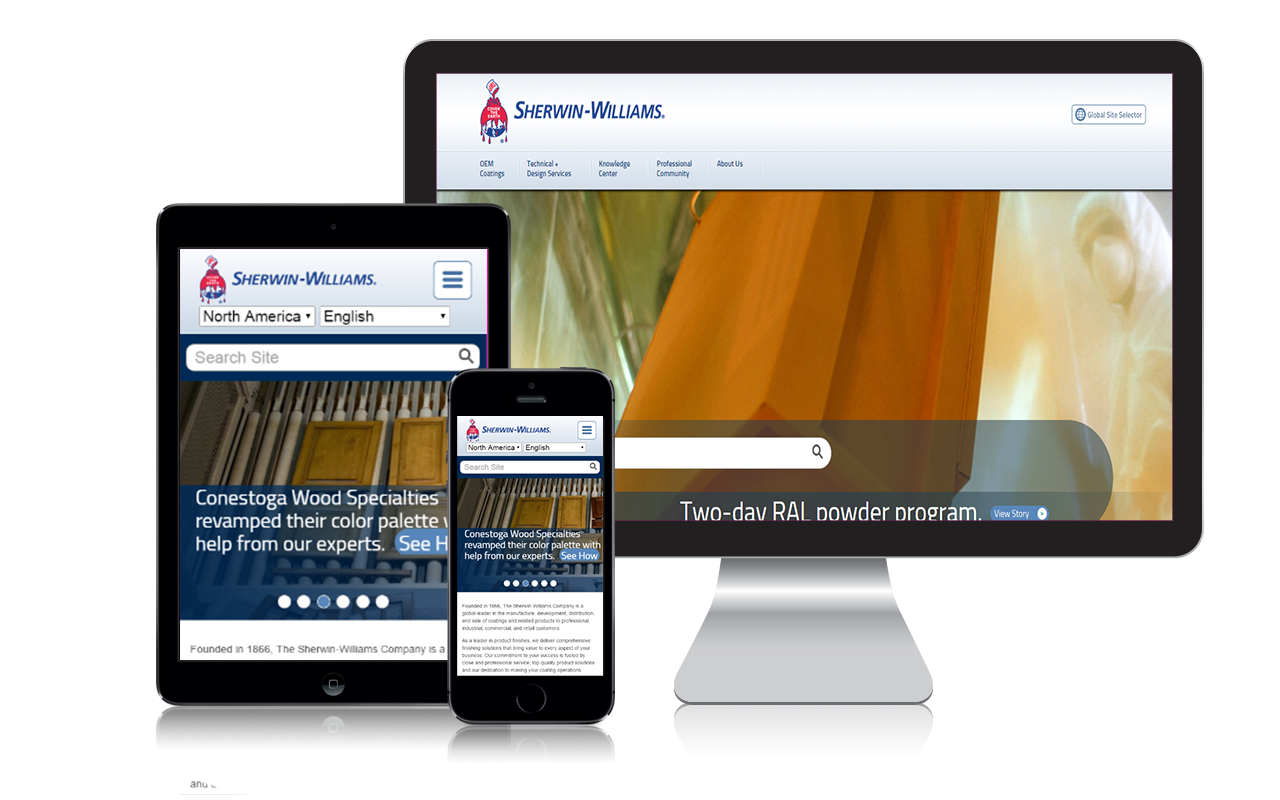 COVER
THE
EARTH
SHERWIN-WILLIAMS.
Global Site Selector
OEM
Coatings
Technical +
Design Services
Knowledge
Center
Professional
Community
About Us
Two-day RAL powder program.
View Story
COVER
THE
EARTH
SHERWIN-WILLIAMS.
North America
English
Search Site
Conestoga Wood Specialties
revamped their color palette w
help from our experts. See H
Founded in 1866, The Sherwin-Williams Company is a
SHERWIN-WILLIAMS.
North America
English
Search Site
Conestoga Wood Specialties
revamped their color palette with
help from our experts. See How
Founded in 1866, The Sherwin-Williams Company is a
global leader in the manufacture, development, distribution,
and sale of coatings and related products to professional,
industrial, commercial, and retail customers.
As a leader in product finishes, we deliver comprehensive
finishing solutions that bring value to every aspect of your
business. Our commitment to your success is fueled by
close and professional service, top quality product solutions
and our dedication to making your coating operations
and